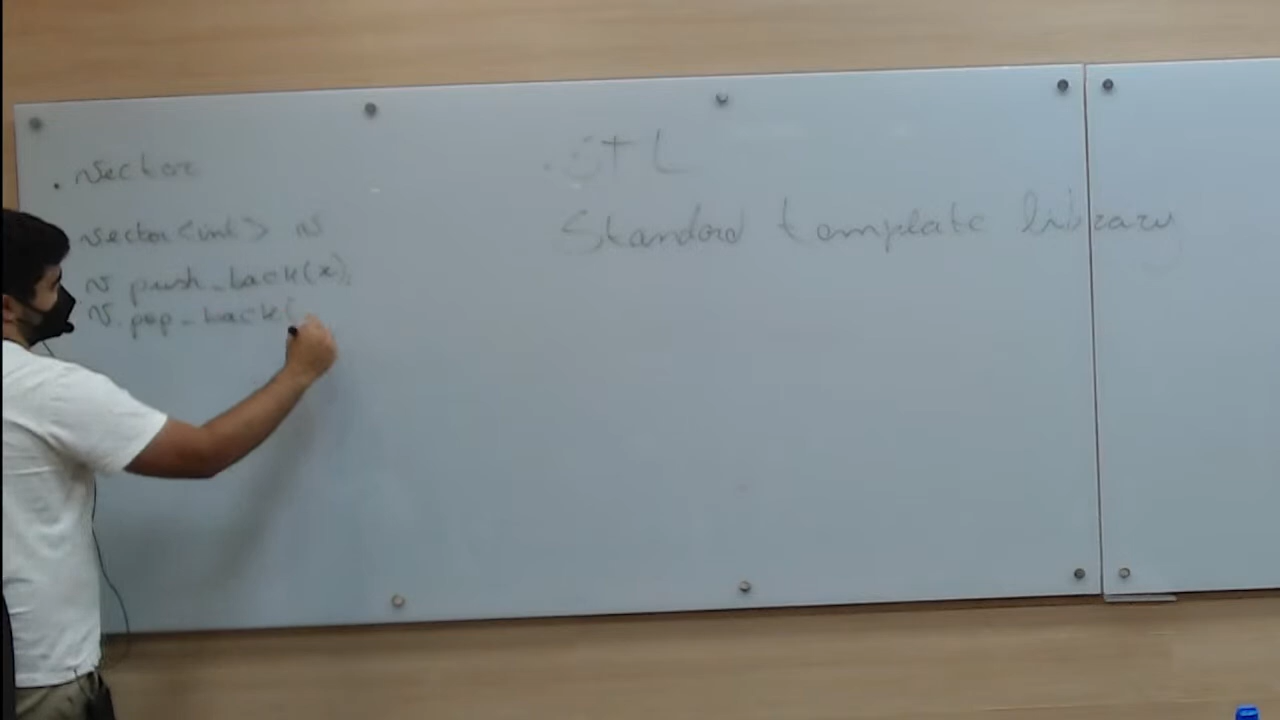 . Vector
vector <int> v
v push_back(x);
v. pop_back(
. STL
Standard template library